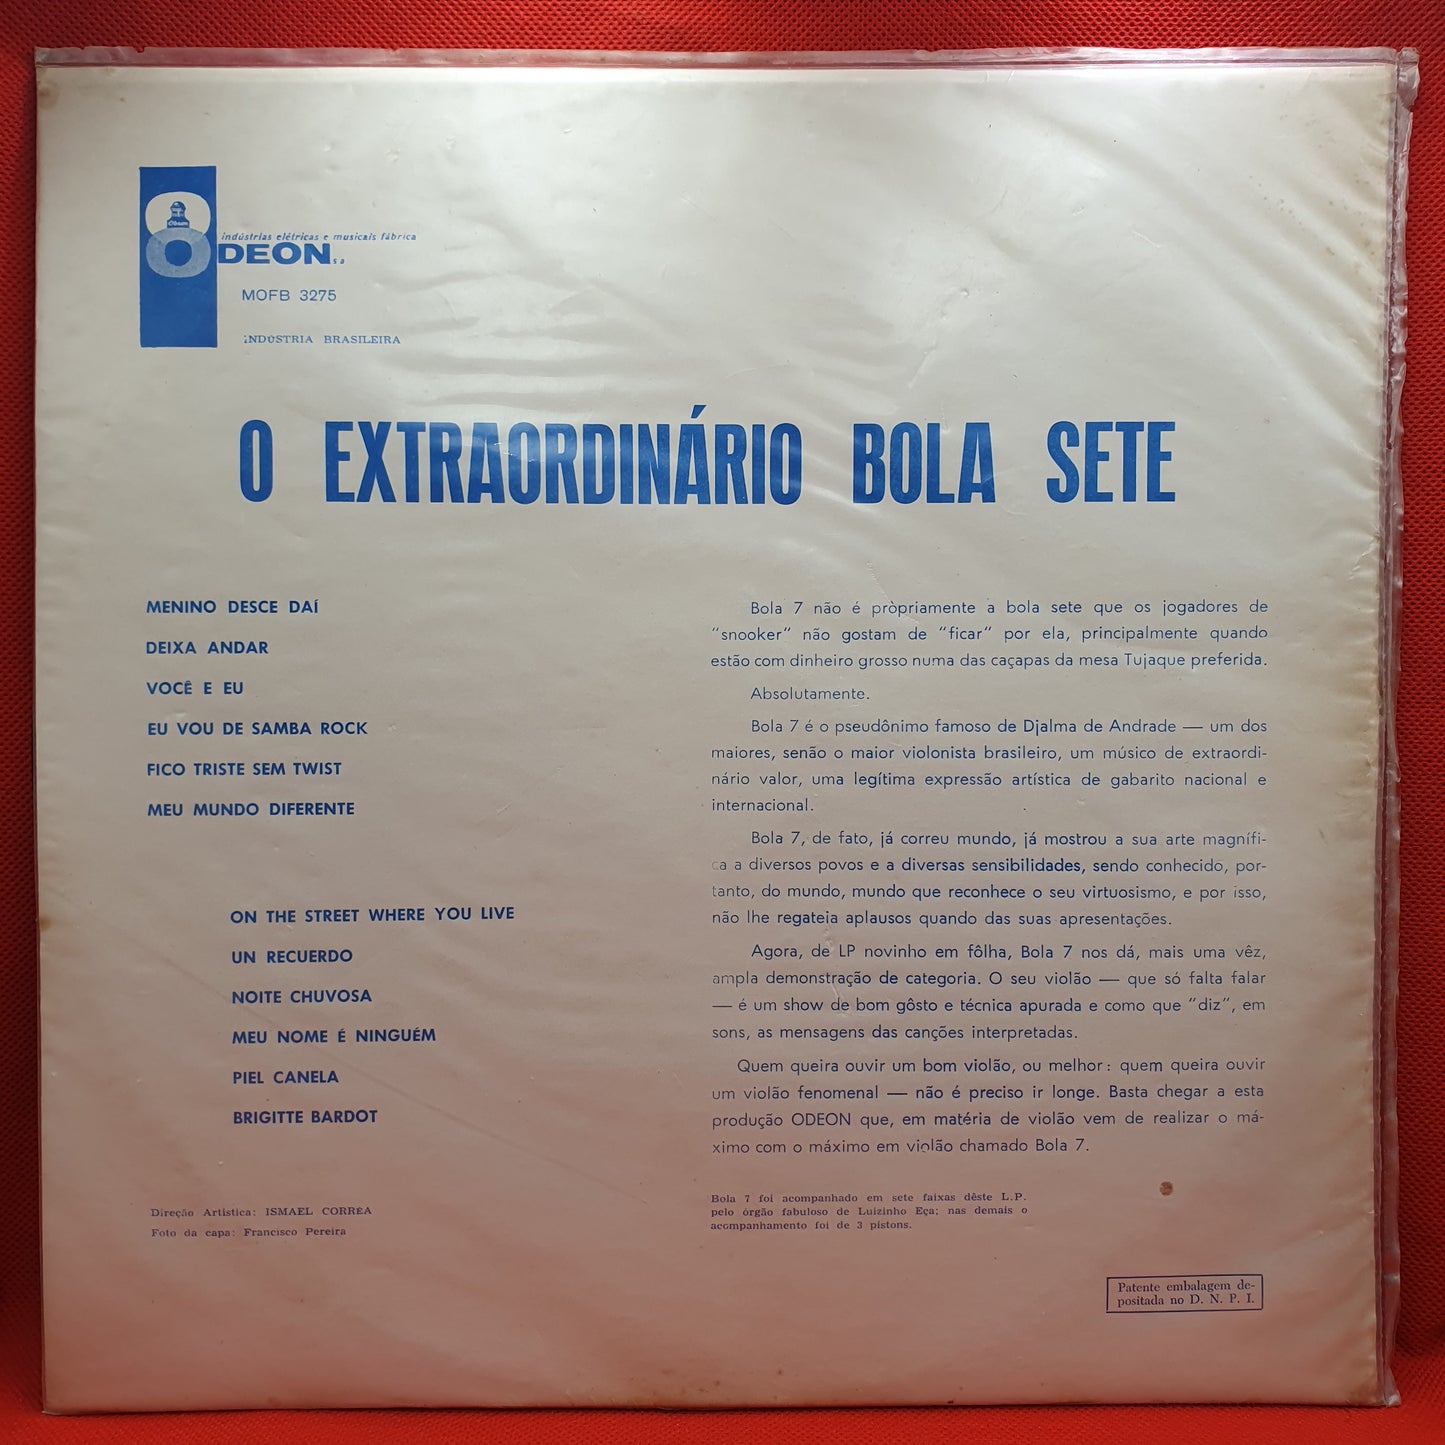 Odeon
indústrias elétricas e musicais fábrica
ODEON S A
MOFB 3275
INDÚSTRIA BRASILEIRA
O EXTRAORDINÁRIO BOLA SETE
MENINO DESCE DAÍ
DEIXA ANDAR
VOCÊ E EU
EU VOU DE SAMBA ROCK
FICO TRISTE SEM TWIST
MEU MUNDO DIFERENTE
ON THE STREET WHERE YOU LIVE
UN RECUERDO
NOITE CHUVOSA
MEU NOME É NINGUÉM
PIEL CANELA
BRIGITTE BARDOT
Direção Artística: ISMAEL CORRÊA
Foto da capa: Francisco Pereira
Bola 7 não é pròpriamente a bola sete que os jogadores de
"snooker" não gostam de "ficar" por ela, principalmente quando
estão com dinheiro grosso numa das caçapas da mesa Tujaque preferida.
Absolutamente.
Bola 7 é o pseudônimo famoso de Djalma de Andrade — um dos
maiores, senão o maior violonista brasileiro, um músico de extraordi-
nário valor, uma legítima expressão artística de gabarito nacional e
internacional.
Bola 7, de fato, já correu mundo, já mostrou a sua arte magnífi-
ca a diversos povos e a diversas sensibilidades, sendo conhecido, por-
tanto, do mundo, mundo que reconhece o seu virtuosismo, e por isso,
não lhe regateia aplausos quando das suas apresentações.
Agora, de LP novinho em fôlha, Bola 7 nos dá, mais uma vêz,
ampla demonstração de categoria. O seu violão — que só falta falar
— é um show de bom gôsto e técnica apurada e como que "diz", em
sons, as mensagens das canções interpretadas.
Quem queira ouvir um bom violão, ou melhor: quem queira ouvir
um violão fenomenal — não é preciso ir longe. Basta chegar a esta
produção ODEON que, em matéria de violão vem de realizar o má-
ximo com o máximo em violão chamado Bola 7.
Bola 7 foi acompanhado em sete faixas dêste L.P.
pelo órgão fabuloso de Luizinho Eça; nas demais o
acompanhamento foi de 3 pistons.
Patente embalagem de-
positada no D. N. P. I.